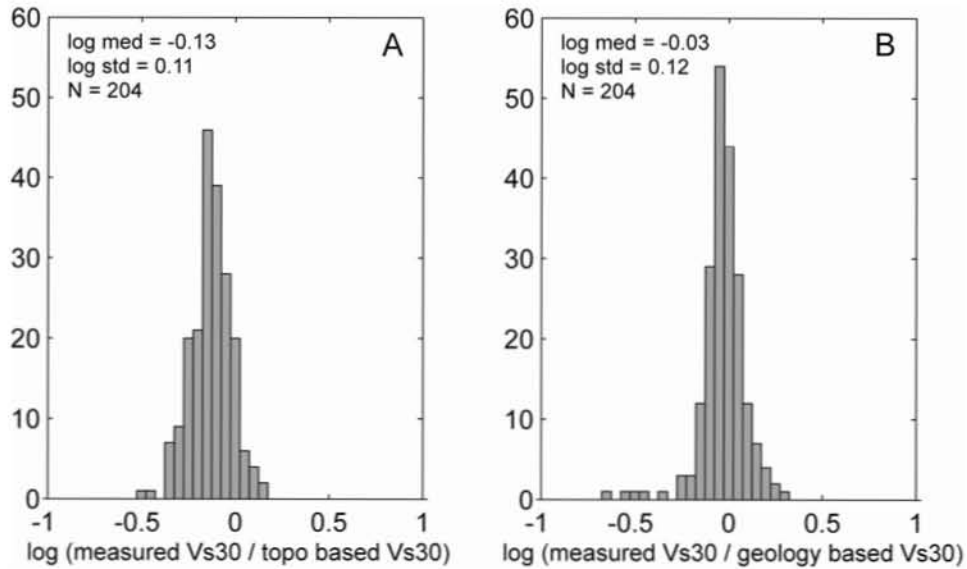 60
50
40
30
20
10
0
log med = -0.13
log std = 0.11
N = 204
A
-1 -0.5 0 0.5 1
log (measured Vs30 / topo based Vs30)
60
50
40
30
20
10
0
log med = -0.03
log std = 0.12
N = 204
B
-1 -0.5 0 0.5 1
log (measured Vs30 / geology based Vs30)